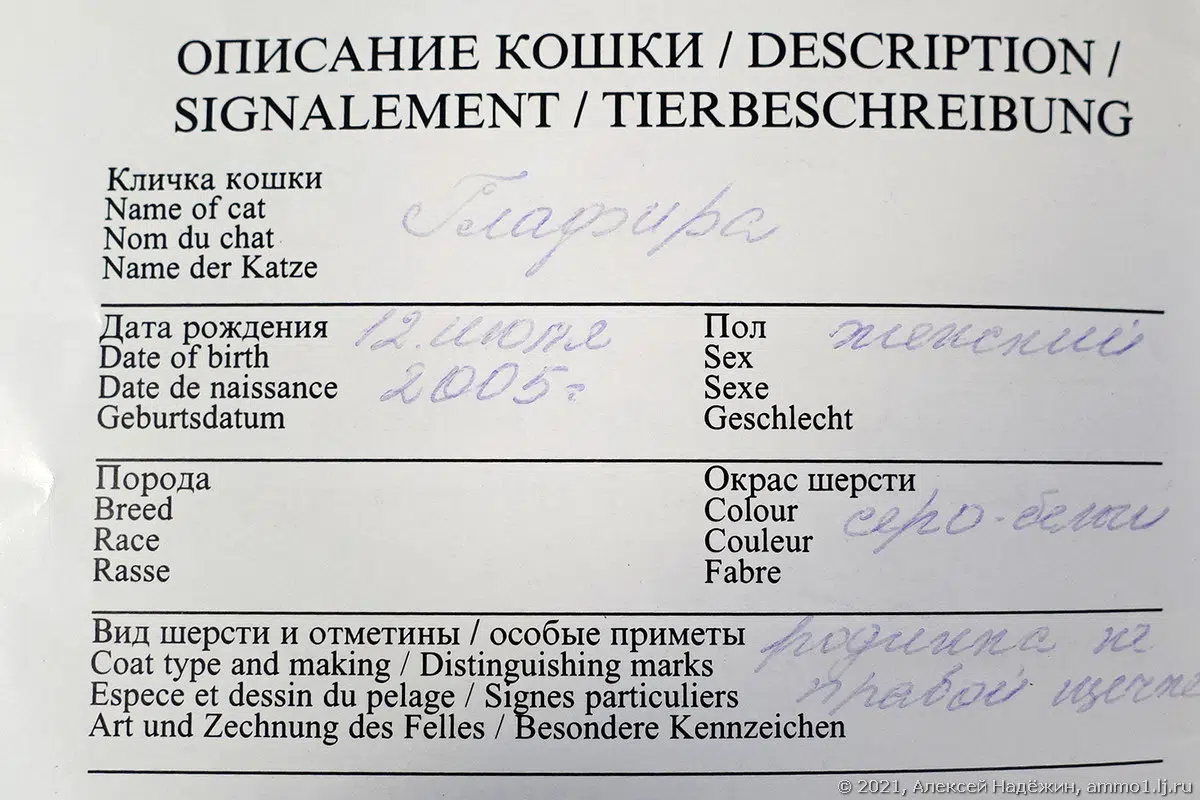 ОПИСАНИЕ КОШКИ / DESCRIPTION /
SIGNALEMENT / TIERBESCHREIBUNG
Кличка кошки
Name of cat
Nom du chat
Name der Katze
Глафира
Дата рождения
Date of birth
Date de naissance
Geburtsdatum
12 июня
2005 г
Пол
Sex
Sexe
Geschlecht
женский
Порода
Breed
Race
Rasse
Окрас шерсти
Colour
Couleur
Fabre
серо-белый
Вид шерсти и отметины / особые приметы
Coat type and making / Distinguishing marks
Espece et dessin du pelage / Signes particuliers
Art und Zechnung des Felles / Besondere Kennzeichen
родинка на
правой щечке
© 2021, Алексей Надёжин, ammo1.lj.ru